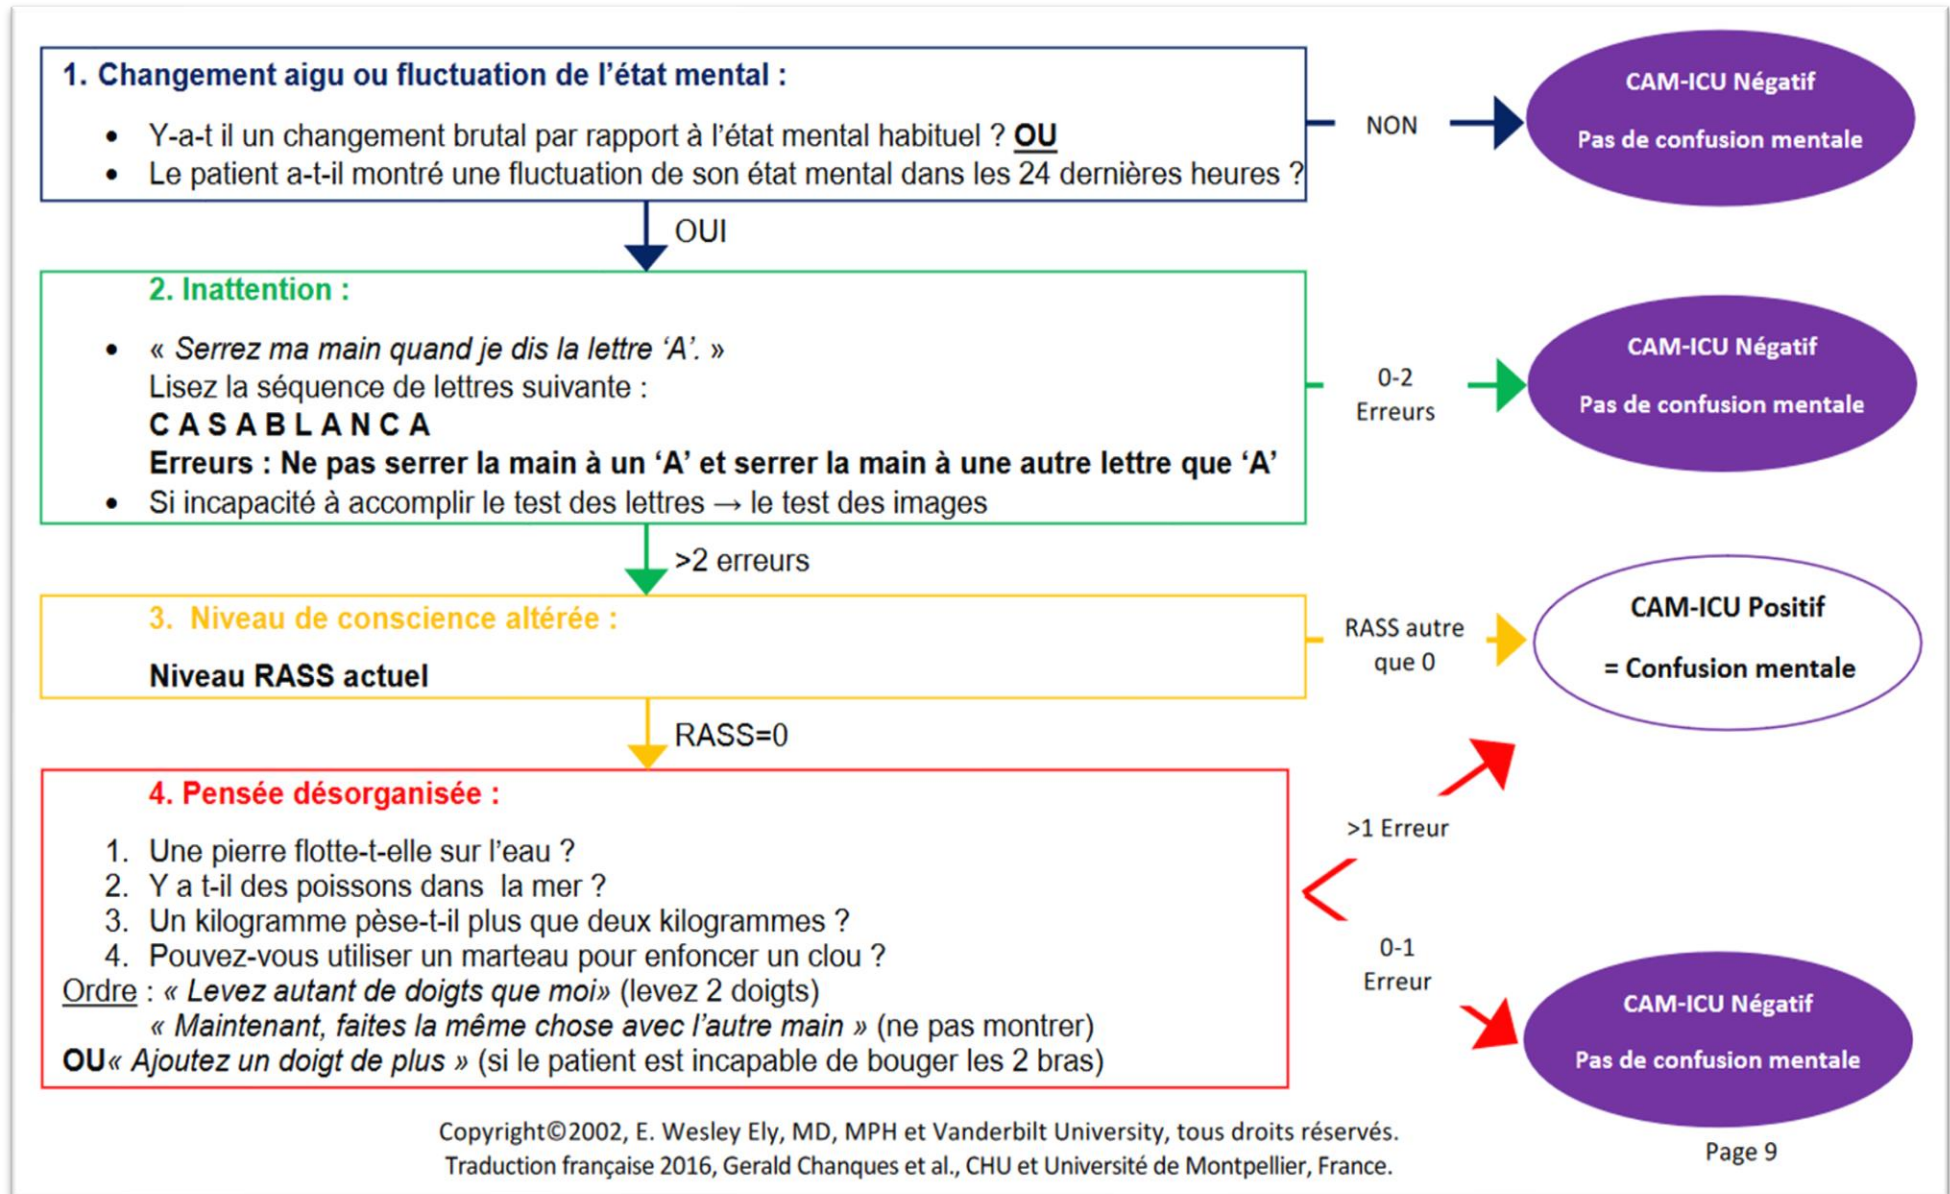 1. Changement aigu ou fluctuation de l'état mental :
• Y-a-t il un changement brutal par rapport à l'état mental habituel ? OU
• Le patient a-t-il montré une fluctuation de son état mental dans les 24 dernières heures ?
NON
CAM-ICU Négatif
Pas de confusion mentale
OUI
2. Inattention :
• « Serrez ma main quand je dis la lettre ‘A’. »
Lisez la séquence de lettres suivante :
C A S A B L A N C A
Erreurs : Ne pas serrer la main à un ‘A’ et serrer la main à une autre lettre que ‘A’
• Si incapacité à accomplir le test des lettres → le test des images
0-2
Erreurs
CAM-ICU Négatif
Pas de confusion mentale
>2 erreurs
3. Niveau de conscience altérée :
Niveau RASS actuel
RASS autre
que 0
CAM-ICU Positif
= Confusion mentale
RASS=0
4. Pensée désorganisée :
1. Une pierre flotte-t-elle sur l'eau ?
2. Y a t-il des poissons dans la mer ?
3. Un kilogramme pèse-t-il plus que deux kilogrammes ?
4. Pouvez-vous utiliser un marteau pour enfoncer un clou ?
Ordre : « Levez autant de doigts que moi» (levez 2 doigts)
« Maintenant, faites la même chose avec l'autre main » (ne pas montrer)
OU« Ajoutez un doigt de plus » (si le patient est incapable de bouger les 2 bras)
>1 Erreur
0-1
Erreur
CAM-ICU Négatif
Pas de confusion mentale
Copyright©2002, E. Wesley Ely, MD, MPH et Vanderbilt University, tous droits réservés.
Traduction française 2016, Gerald Chanques et al., CHU et Université de Montpellier, France.
Page 9